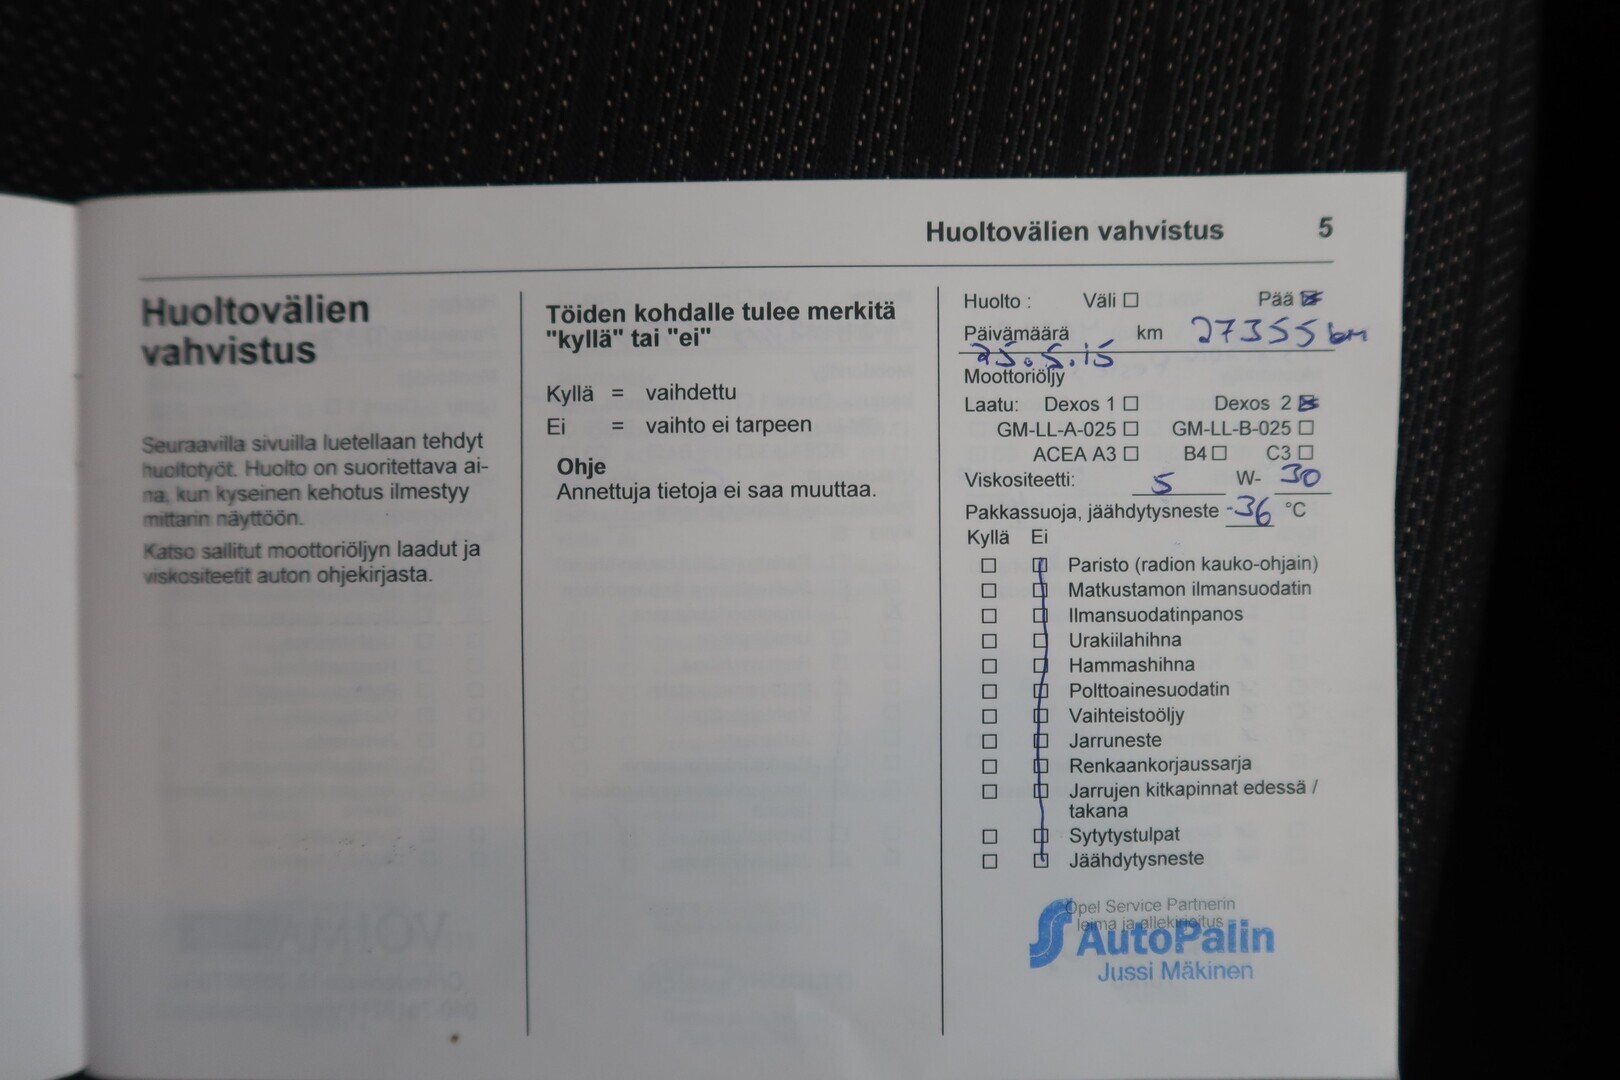 Huoltovälien vahvistus 5
Huoltovälien
vahvistus
Seuraavilla sivuilla luetellaan tehdyt
huoltotyöt. Huolto on suoritettava ai-
na, kun kyseinen kehotus ilmestyy
mittarin näyttöön.
Katso sallitut moottoriöljyn laadut ja
viskositeetit auton ohjekirjasta.
Töiden kohdalle tulee merkitä
"kyllä" tai "ei"
Kyllä = vaihdettu
Ei = vaihto ei tarpeen
Ohje
Annettuja tietoja ei saa muuttaa.
Huolto : Väli ☐ Pää ☒
Päivämäärä km 27355 km
25.5.15
Moottoriöljy
Laatu: Dexos 1 ☐ Dexos 2 ☒
GM-LL-A-025 ☐ GM-LL-B-025 ☐
ACEA A3 ☐ B4 ☐ C3 ☐
Viskositeetti: 5 W- 30
Pakkassuoja, jäähdytysneste -36 °C
Kyllä Ei
☐ ☐ Paristo (radion kauko-ohjain)
☐ ☐ Matkustamon ilmansuodatin
☐ ☐ Ilmansuodatinpanos
☐ ☐ Urakiilahihna
☐ ☐ Hammashihna
☐ ☐ Polttoainesuodatin
☐ ☐ Vaihteistoöljy
☐ ☐ Jarruneste
☐ ☐ Renkaankorjaussarja
☐ ☐ Jarrujen kitkapinnat edessä /
takana
☐ ☐ Sytytystulpat
☐ ☐ Jäähdytysneste
Opel Service Partnerin
leima ja allekirjoitus
AutoPalin
Jussi Mäkinen